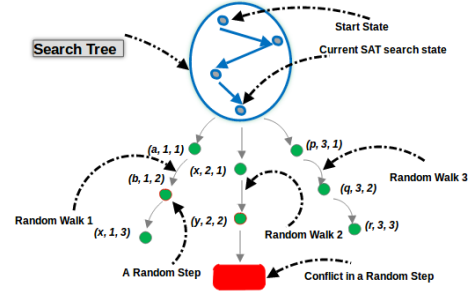 Start State
Search Tree
Current SAT search state
(a, 1, 1)
(p, 3, 1)
(b, 1, 2)
(x, 2, 1)
Random Walk 3
(q, 3, 2)
Random Walk 1
(y, 2, 2)
(r, 3, 3)
(x, 1, 3)
Random Walk 2
A Random Step
Conflict in a Random Step